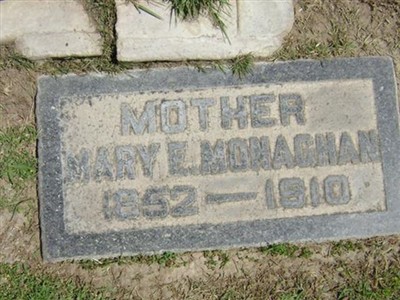 MOTHER
MARY E. MONAGHAN
1852 — 1910